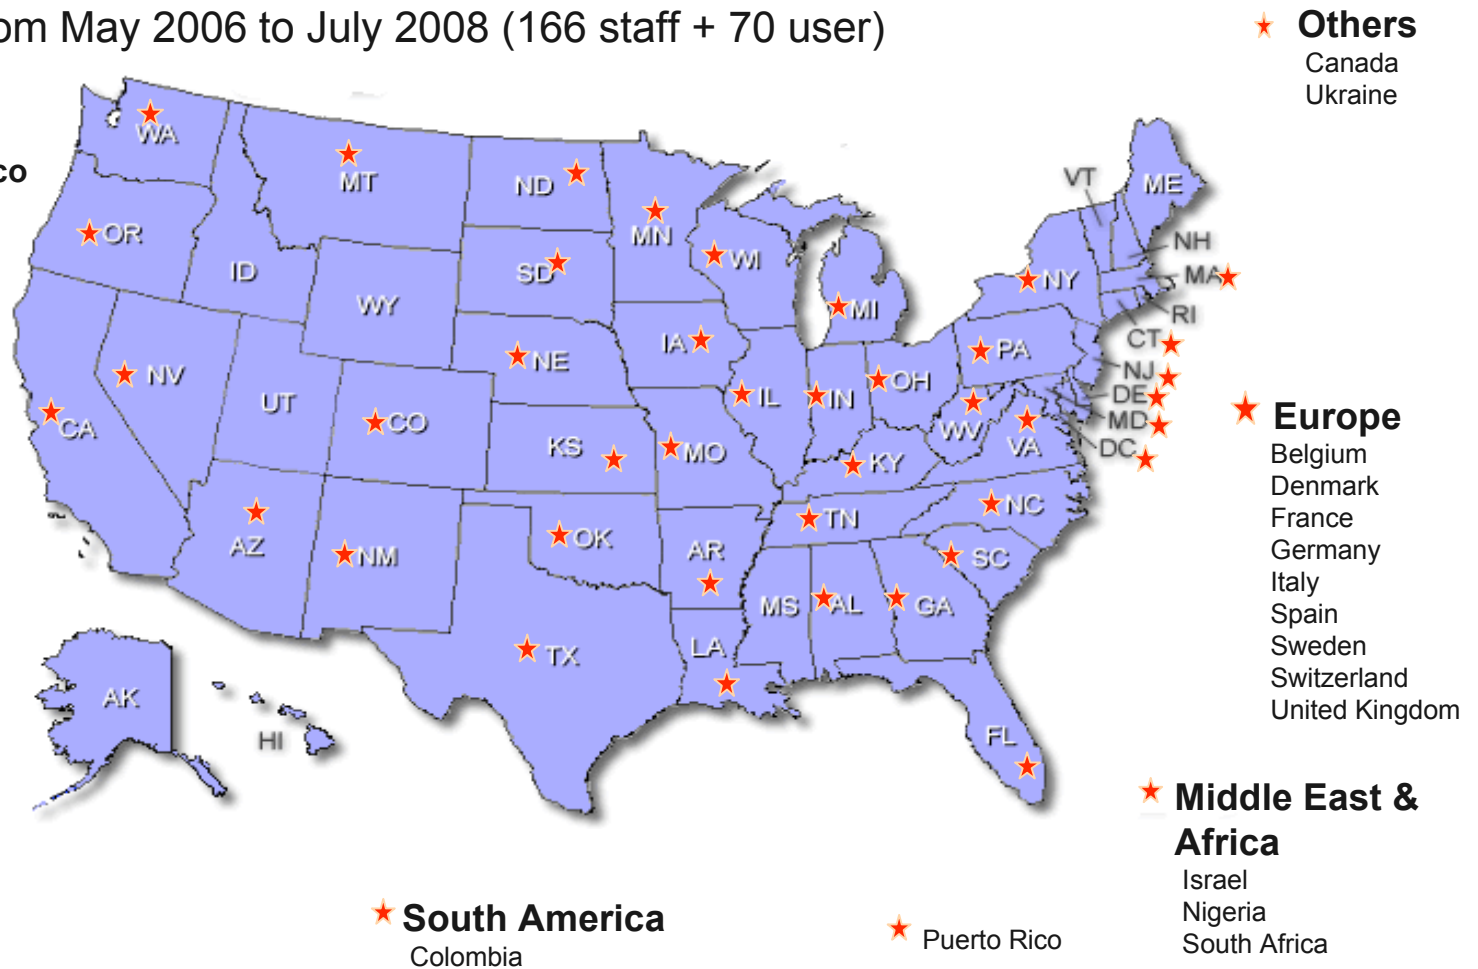 om May 2006 to July 2008 (166 staff + 70 user)
Others
Canada
Ukraine
co
WA
MT
ND
MN
VT
ME
OR
ID
SD
WI
NH
NY
MA
WY
MI
RI
IA
PA
CT
NV
NE
NJ
UT
IL
IN
OH
DE
CA
CO
WV
MD
KS
MO
VA
DC
KY
Europe
Belgium
Denmark
France
Germany
Italy
Spain
Sweden
Switzerland
United Kingdom
NC
TN
AZ
NM
OK
AR
SC
MS
AL
GA
TX
LA
AK
HI
FL
Middle East &
Africa
Israel
Nigeria
South Africa
South America
Colombia
Puerto Rico